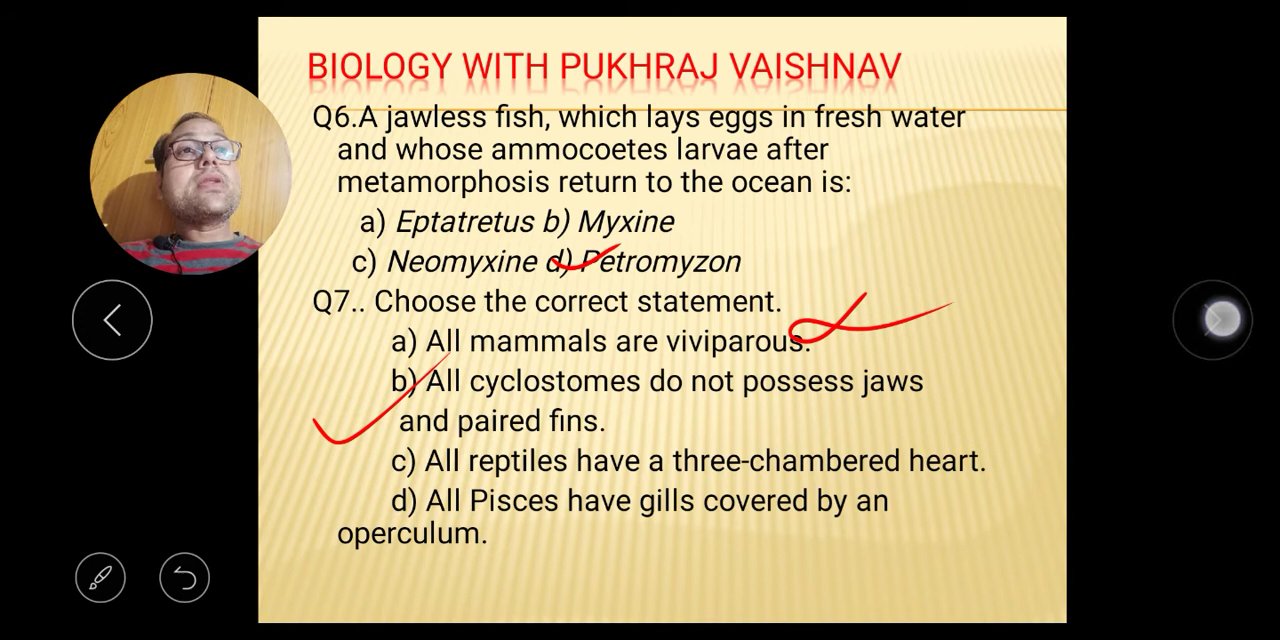 BIOLOGY WITH PUKHRAJ VAISHNAV
Q6.A jawless fish, which lays eggs in fresh water
and whose ammocoetes larvae after
metamorphosis return to the ocean is:
a) Eptatretus b) Myxine
c) Neomyxine d) Petromyzon
Q7.. Choose the correct statement.
a) All mammals are viviparous.
b) All cyclostomes do not possess jaws
and paired fins.
c) All reptiles have a three-chambered heart.
d) All Pisces have gills covered by an
operculum.